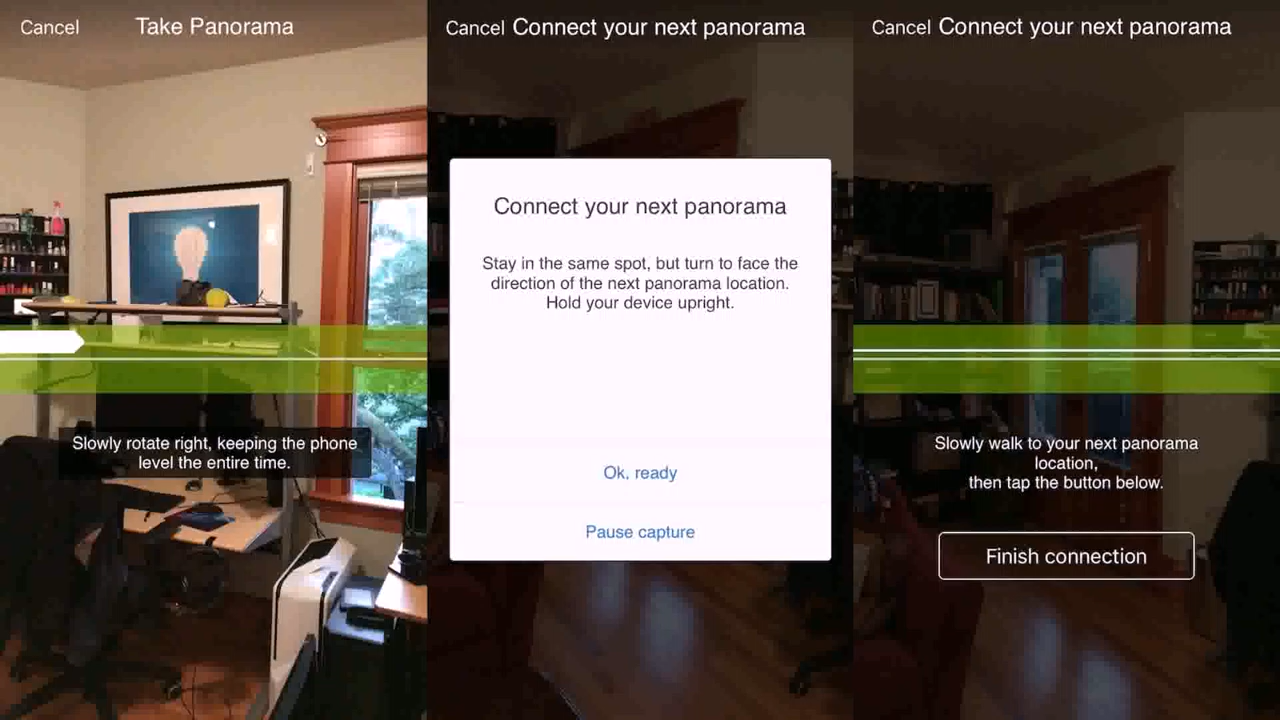 Cancel
Take Panorama
Slowly rotate right, keeping the phone
level the entire time.
Cancel
Connect your next panorama
Connect your next panorama
Stay in the same spot, but turn to face the
direction of the next panorama location.
Hold your device upright.
Ok, ready
Pause capture
Cancel
Connect your next panorama
Slowly walk to your next panorama
location,
then tap the button below.
Finish connection